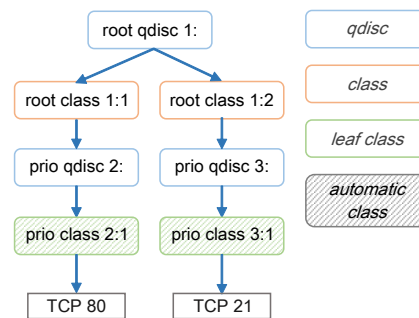 root qdisc 1:
qdisc
root class 1:1
root class 1:2
class
prio qdisc 2:
prio qdisc 3:
leaf class
prio class 2:1
prio class 3:1
automatic
class
TCP 80
TCP 21